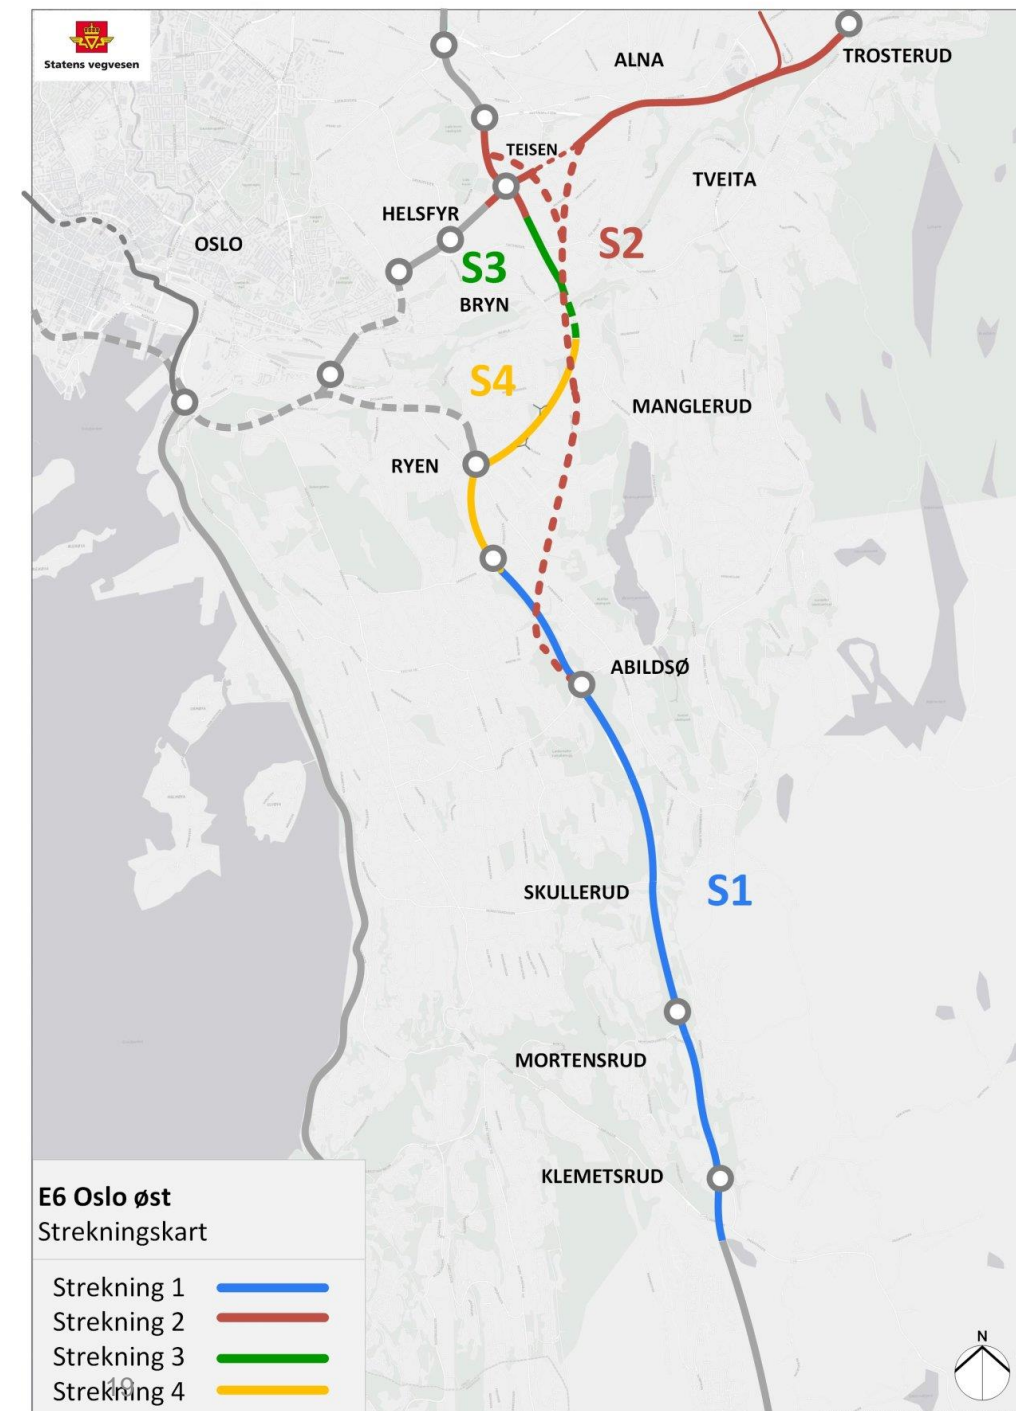 Statens vegvesen
ALNA
TROSTERUD
TEISEN
TVEITA
HELSFYR
OSLO
S2
S3
BRYN
S4
MANGLERUD
RYEN
ABILDSØ
S1
SKULLERUD
MORTENSRUD
KLEMETSRUD
E6 Oslo øst
Strekningskart
Strekning 1
Strekning 2
Strekning 3
Strekning 4
19
N